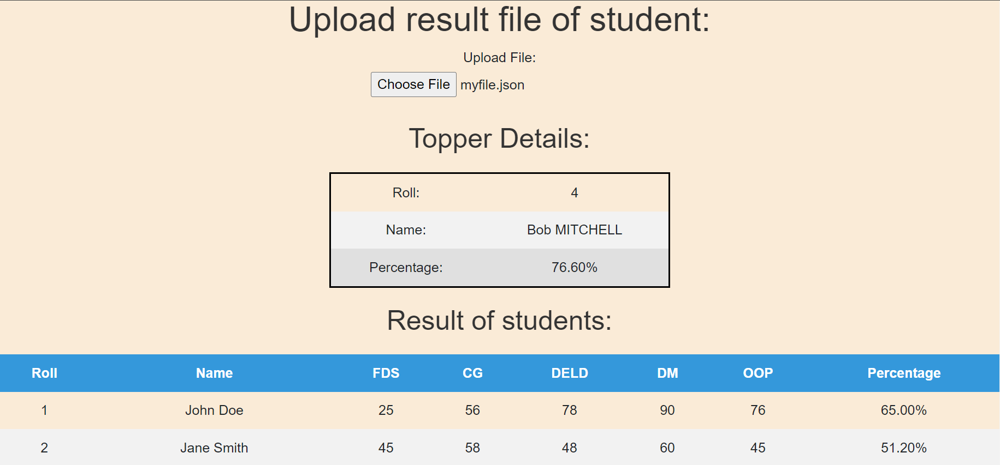 Upload result file of student:
Upload File:
Choose File myfile.json
Topper Details:
Roll: 4
Name: Bob MITCHELL
Percentage: 76.60%
Result of students:
Roll Name FDS CG DELD DM OOP Percentage
1 John Doe 25 56 78 90 76 65.00%
2 Jane Smith 45 58 48 60 45 51.20%